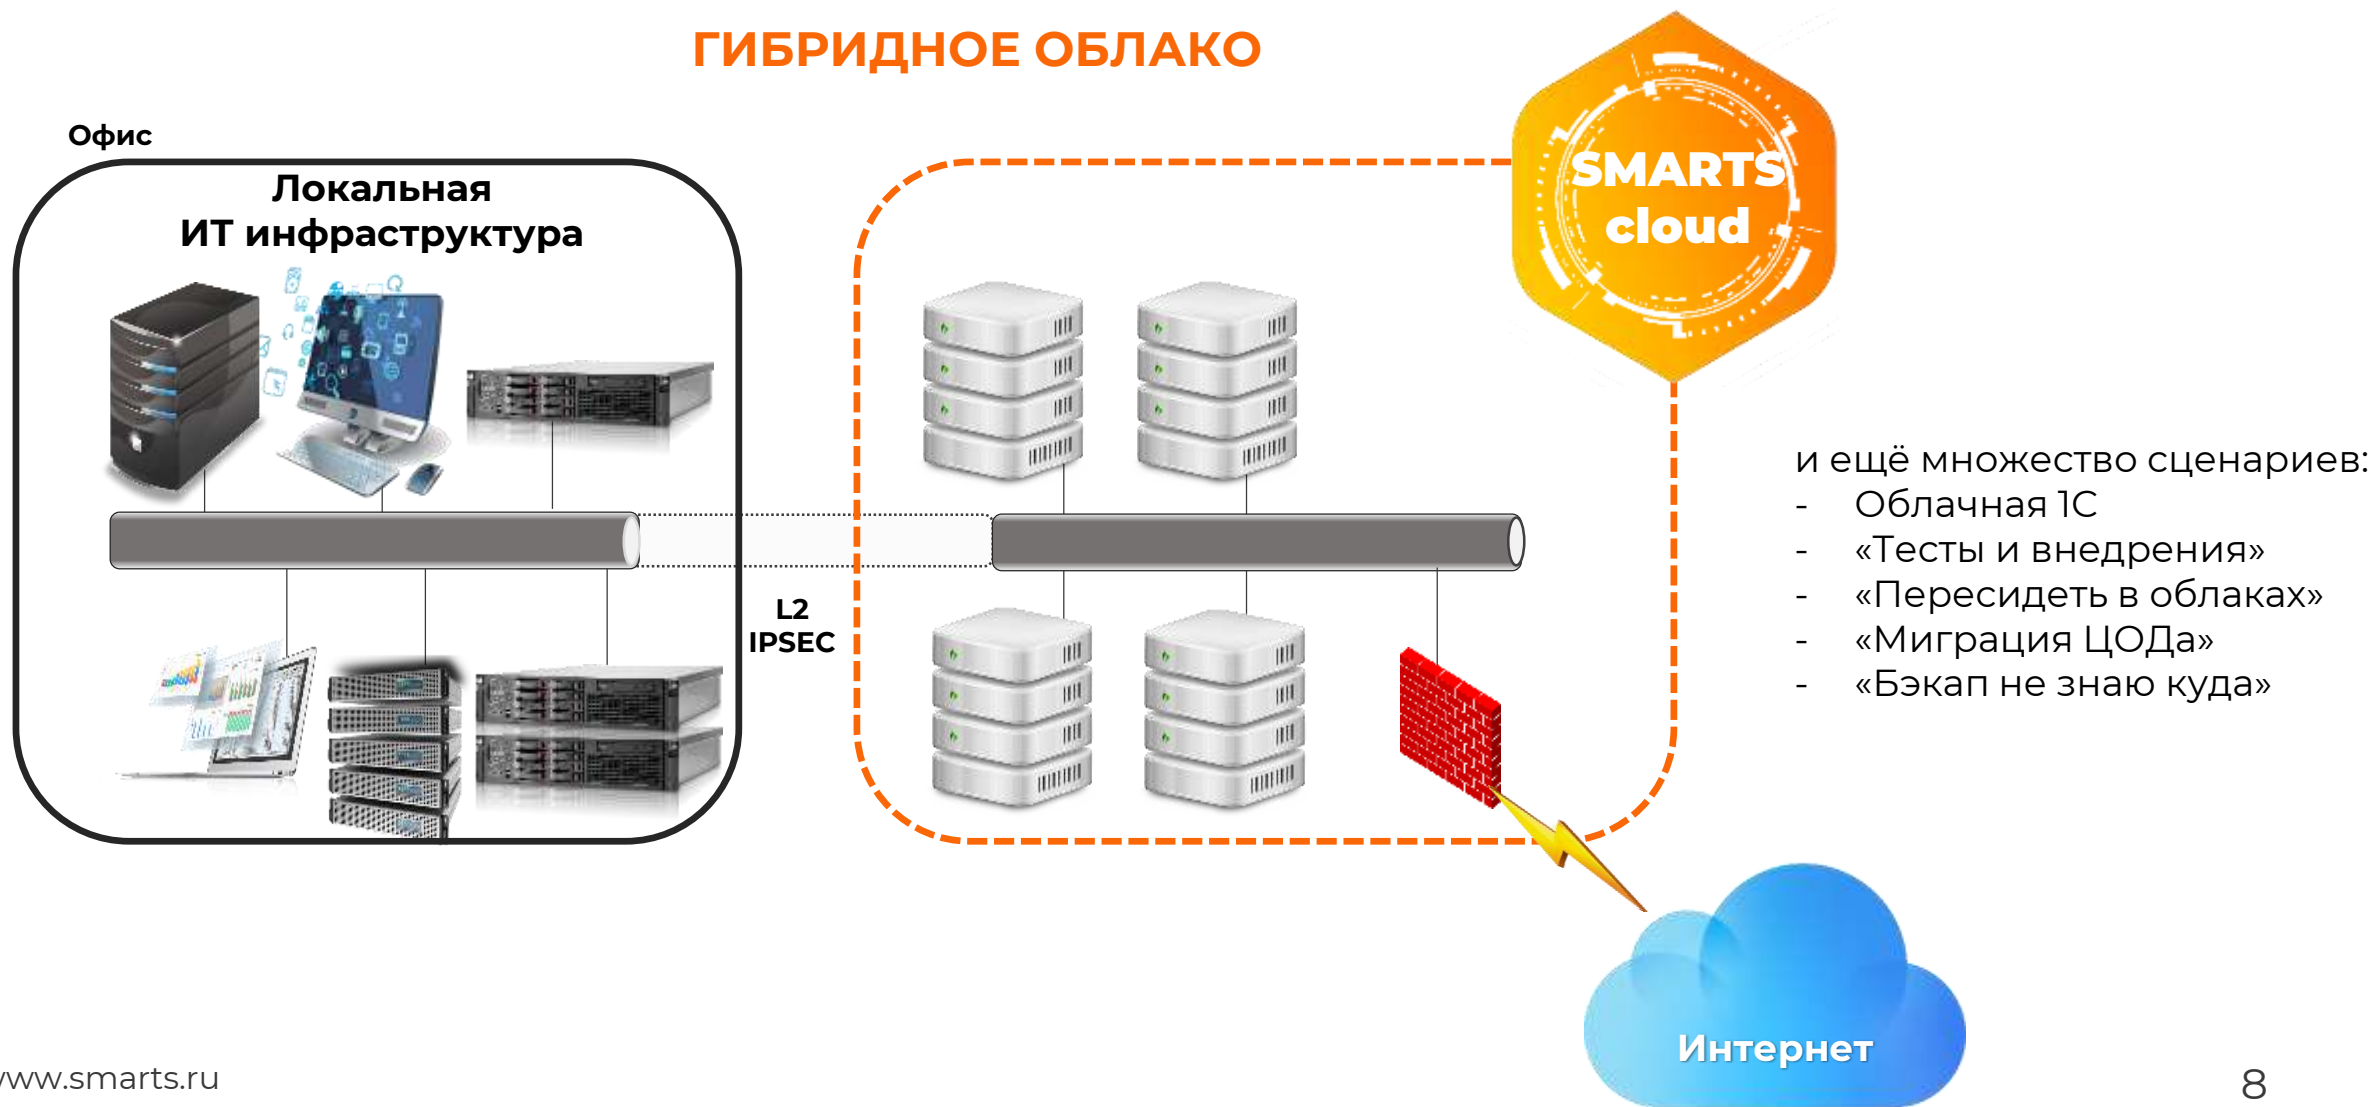 ГИБРИДНОЕ ОБЛАКО
Офис
Локальная
ИТ инфраструктура
SMARTS
cloud
L2
IPSEC
и ещё множество сценариев:
- Облачная 1С
- «Тесты и внедрения»
- «Пересидеть в облаках»
- «Миграция ЦОДа»
- «Бэкап не знаю куда»
Интернет
www.smarts.ru
8